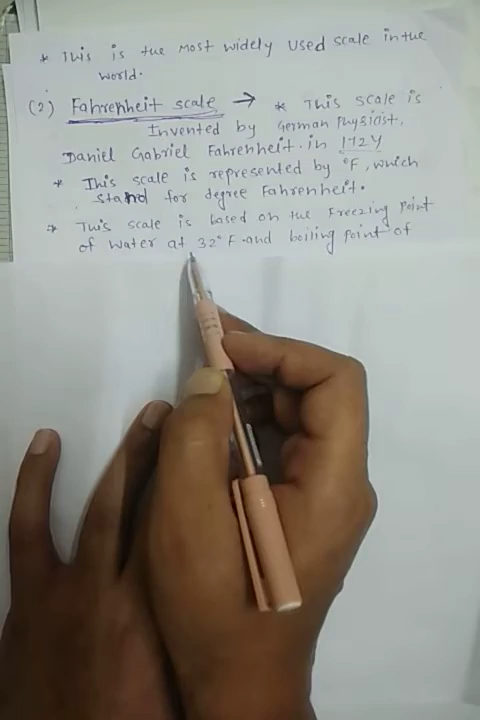 * This is the most widely used scale in the
world.
(2) Fahrenheit scale → * This scale is
Invented by German Physicist,
Daniel Gabriel Fahrenheit. in 1724
* This scale is represented by °F, which
stand for degree Fahrenheit.
* This scale is based on the Freezing Point
of water at 32° F and boiling point of